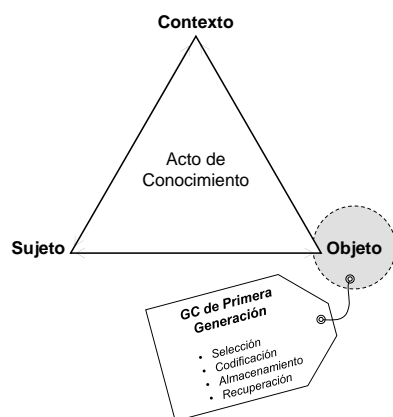 Contexto
Acto de
Conocimiento
Sujeto
Objeto
GC de Primera
Generación
• Selección
• Codificación
• Almacenamiento
• Recuperación